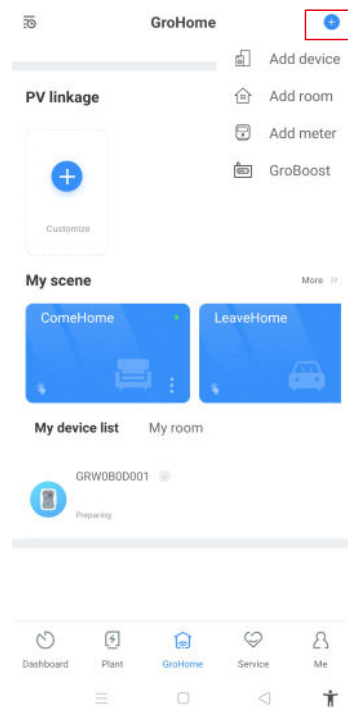 GroHome
Add device
PV linkage
Add room
Add meter
GroBoost
Customize
My scene
More
ComeHome
LeaveHome
My device list
My room
GRW0B0D001
Preparing
Dashboard
Plant
GroHome
Service
Me